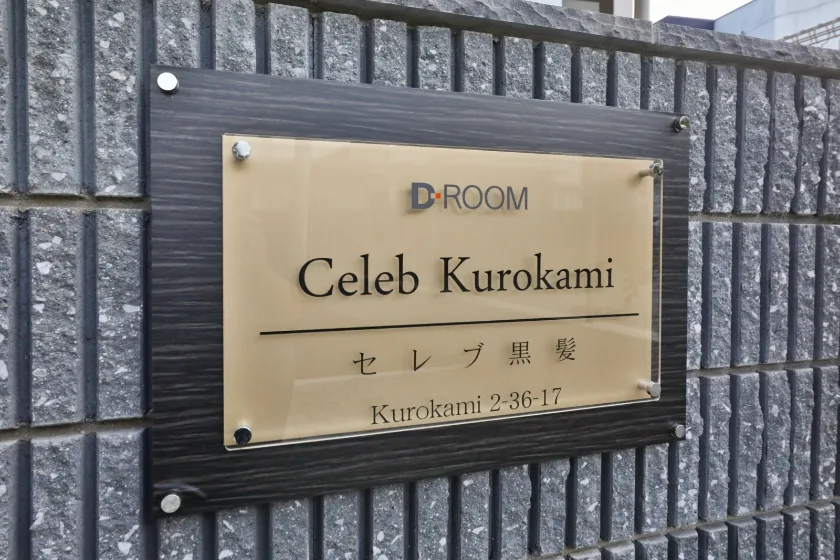 D-ROOM
Celeb Kurokami
セレブ黒髪
Kurokami 2-36-17